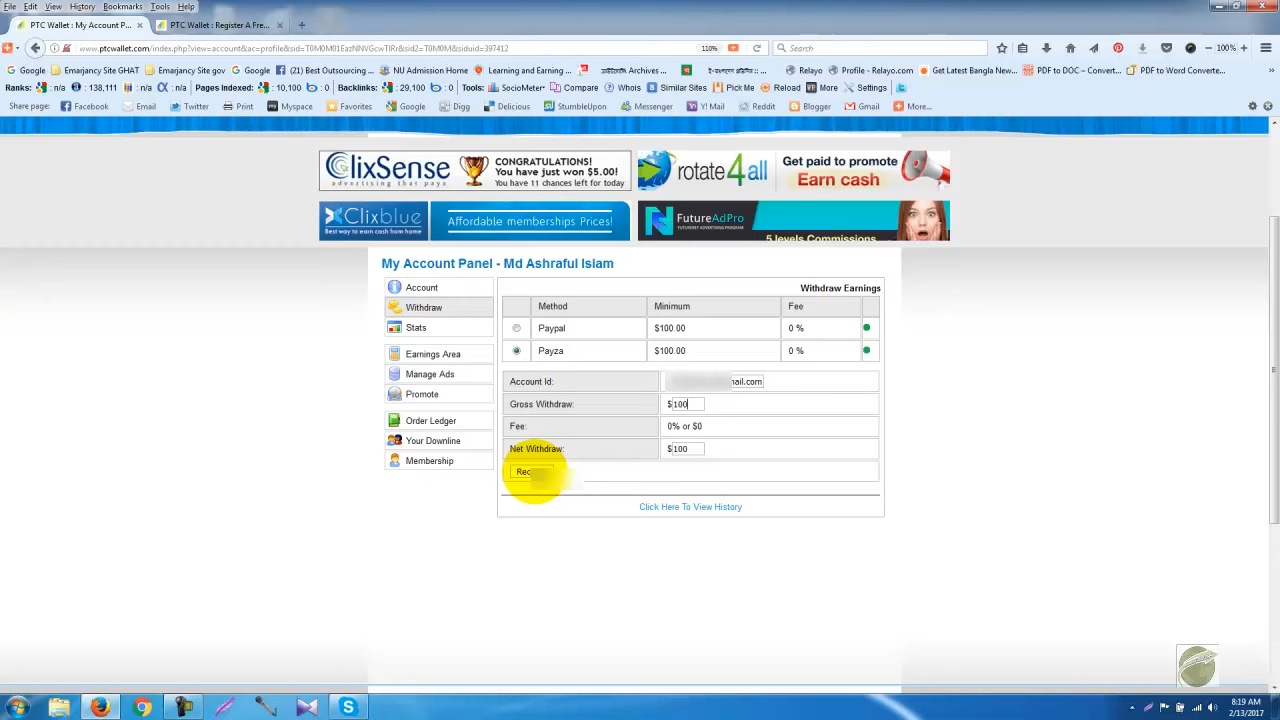 File Edit View History Bookmarks Tools Help
PTC Wallet: My Account P... PTC Wallet : Register A Free...
www.ptcwallet.com/index.php?view=account&ac=profile&sid=T0M0M01EazNNVGcwTlRr&sid2=T0M0M&siduid=397412 110% Search 100%
Google Emarjancy Site GHAT Emarjancy Site gov Google (21) Best Outsourcing ... NU Admission Home Learning and Earning ... Archives ... Relayo Profile - Relayo.com Get Latest Bangla New... PDF to DOC – Convert... PDF to Word Converte...
Ranks: : n/a : 138,111 : n/a : n/a Pages Indexed: : 10,100 : 0 Backlinks: : 29,100 : 0 Tools: SocioMeter Compare Whois Similar Sites Pick Me Reload More Settings
Share page: Facebook Email Twitter Print Myspace Favorites Google Digg Delicious StumbleUpon Messenger Y! Mail Reddit Blogger Gmail More...
ClixSense CONGRATULATIONS!
advertising that pays You have just won $5.00!
You have 11 chances left for today
rotate4all Get paid to promote
Earn cash
Clixblue Affordable memberships Prices!
Best way to earn cash from home
FutureAdPro
FUTURENET ADVERTISING PROGRAM
5 levels Commissions
My Account Panel - Md Ashraful Islam
Account
Withdraw
Stats
Earnings Area
Manage Ads
Promote
Order Ledger
Your Downline
Membership
Withdraw Earnings
Method Minimum Fee
Paypal $100.00 0 %
Payza $100.00 0 %
Account Id: mail.com
Gross Withdraw: $100
Fee: 0% or $0
Net Withdraw: $100
Click Here To View History
8:19 AM
2/13/2017